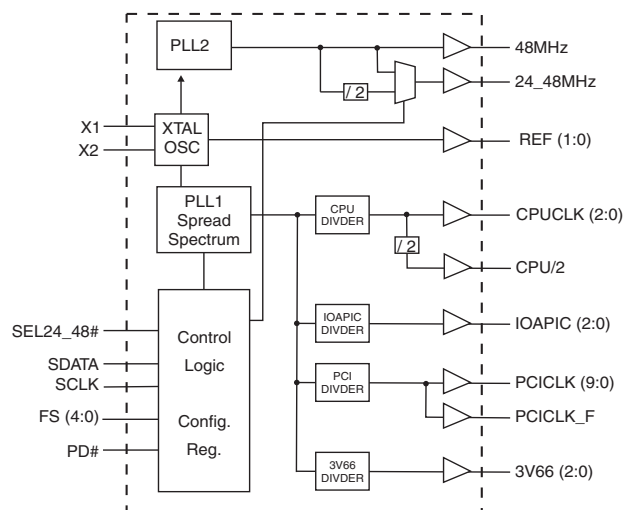 PLL2
48MHz
/ 2
24_48MHz
X1
X2
XTAL
OSC
REF (1:0)
PLL1
Spread
Spectrum
CPU
DIVDER
CPUCLK (2:0)
/ 2
CPU/2
SEL24_48#
SDATA
SCLK
FS (4:0)
PD#
Control
Logic
Config.
Reg.
IOAPIC
DIVDER
IOAPIC (2:0)
PCI
DIVDER
PCICLK (9:0)
PCICLK_F
3V66
DIVDER
3V66 (2:0)